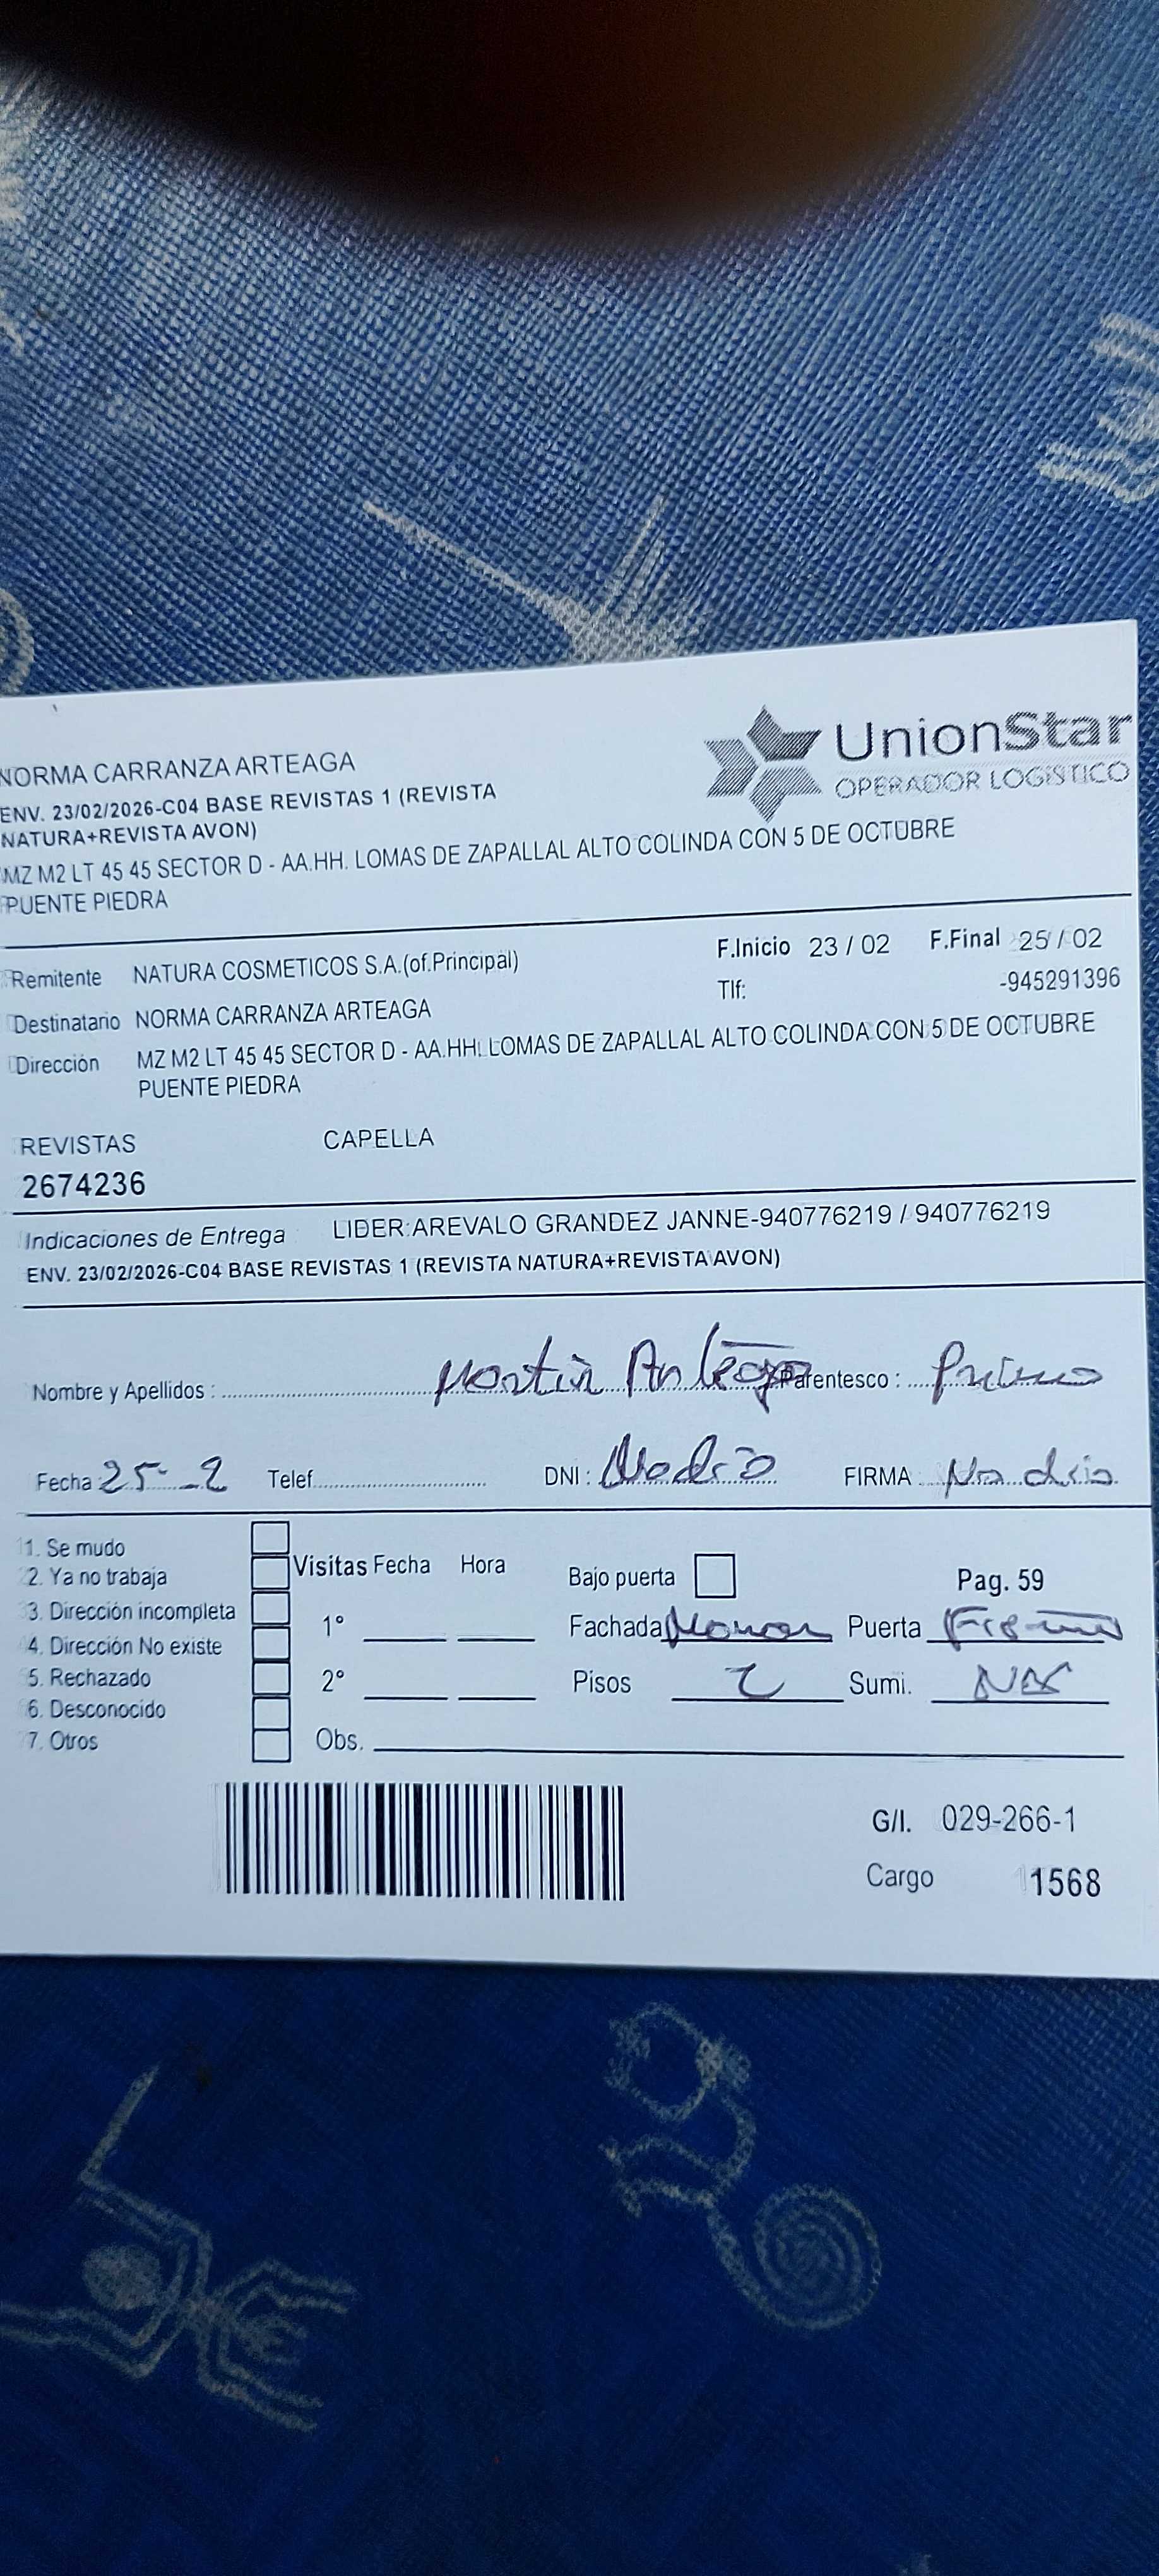 NORMA CARRANZA ARTEAGA
UnionStar
OPERADOR LOGISTICO
ENV. 23/02/2026-C04 BASE REVISTAS 1 (REVISTA
NATURA+REVISTA AVON)
MZ M2 LT 45 45 SECTOR D - AA.HH. LOMAS DE ZAPALLAL ALTO COLINDA CON 5 DE OCTUBRE
PUENTE PIEDRA
Remitente NATURA COSMETICOS S.A.(of.Principal) F.Inicio 23 / 02 F.Final 25 / 02
Tlf: -945291396
Destinatario NORMA CARRANZA ARTEAGA
Dirección MZ M2 LT 45 45 SECTOR D - AA.HH. LOMAS DE ZAPALLAL ALTO COLINDA CON 5 DE OCTUBRE
PUENTE PIEDRA
REVISTAS CAPELLA
2674236
Indicaciones de Entrega LIDER:AREVALO GRANDEZ JANNE-940776219 / 940776219
ENV. 23/02/2026-C04 BASE REVISTAS 1 (REVISTA NATURA+REVISTA AVON)
Nombre y Apellidos : Martin Parentesco : Primo
Fecha : 25-2 Telef. DNI : No dio FIRMA : No dio
1. Se mudo
2. Ya no trabaja Visitas Fecha Hora Bajo puerta Pag. 59
3. Dirección incompleta 1° Fachada Puerta
4. Dirección No existe
5. Rechazado 2° Pisos 2 Sumi.
6. Desconocido
7. Otros Obs.
G/I. 029-266-1
Cargo 11568